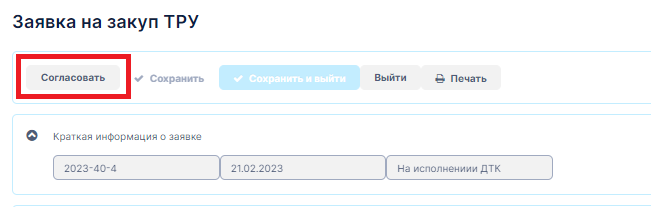 Заявка на закуп ТРУ
Согласовать Сохранить Сохранить и выйти Выйти Печать
Краткая информация о заявке
2023-40-4 21.02.2023 На исполнениии ДТК